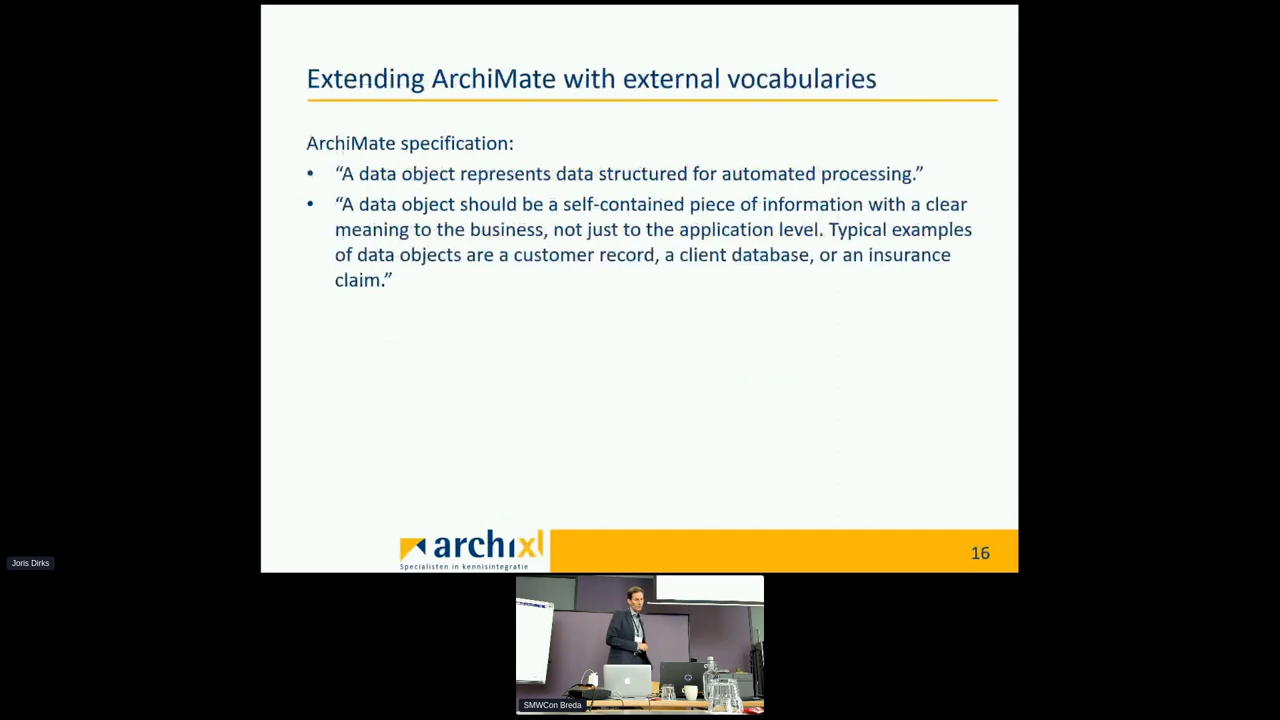 Extending ArchiMate with external vocabularies
ArchiMate specification:
• “A data object represents data structured for automated processing.”
• “A data object should be a self-contained piece of information with a clear
meaning to the business, not just to the application level. Typical examples
of data objects are a customer record, a client database, or an insurance
claim.”
archixl
Specialisten in kennisintegratie
16
Joris Dirks
SMWCon Breda